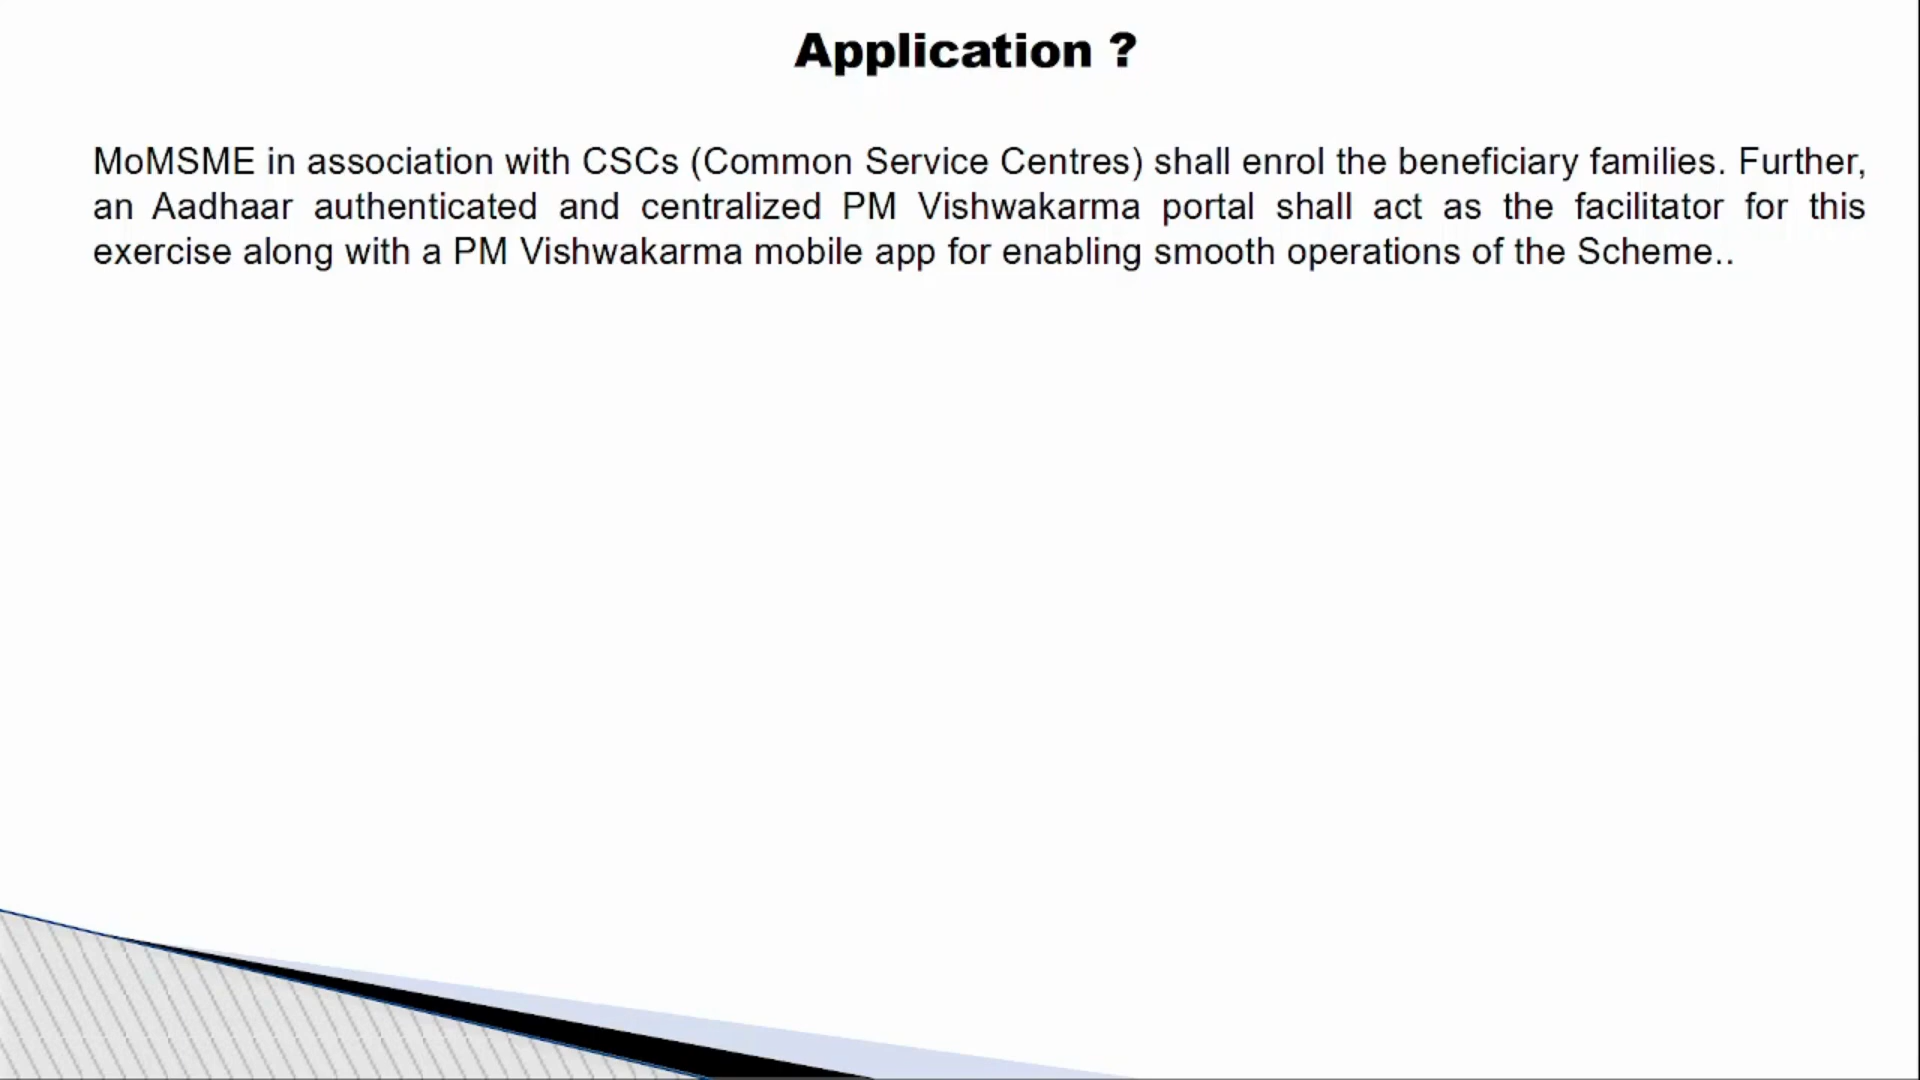 Application ?
MoMSME in association with CSCs (Common Service Centres) shall enrol the beneficiary families. Further,
an Aadhaar authenticated and centralized PM Vishwakarma portal shall act as the facilitator for this
exercise along with a PM Vishwakarma mobile app for enabling smooth operations of the Scheme..